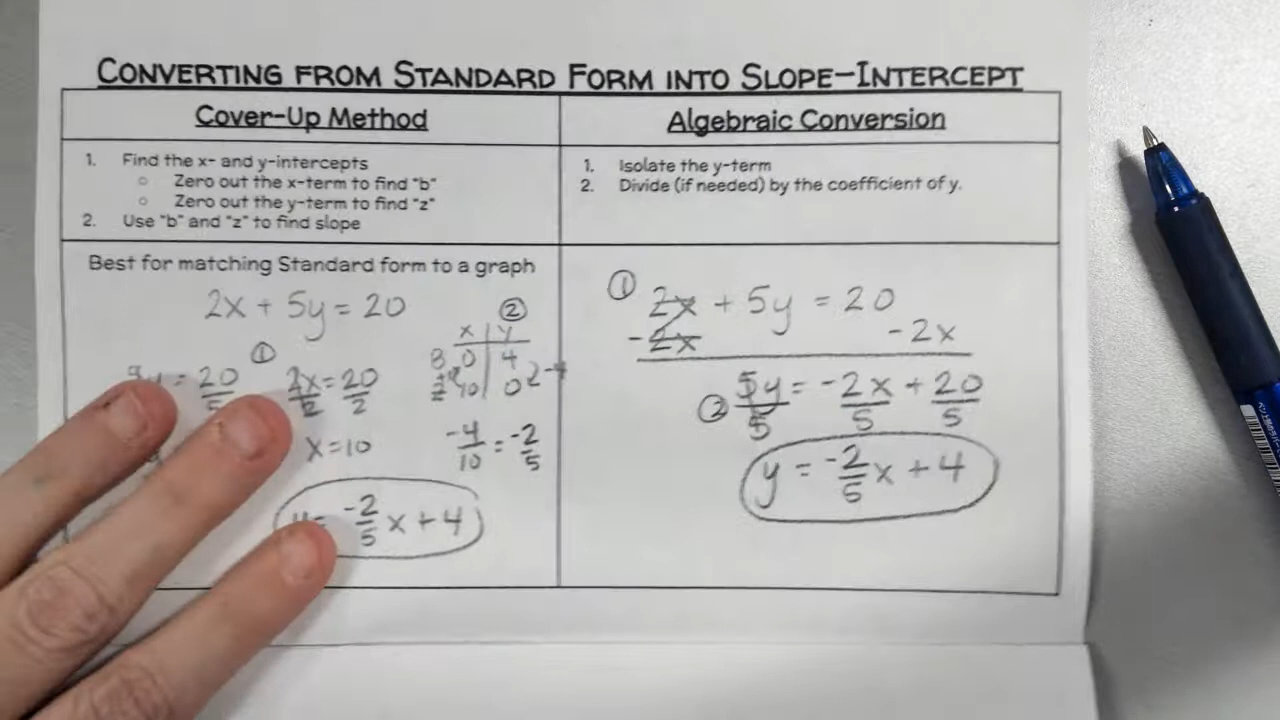 CONVERTING FROM STANDARD FORM INTO SLOPE-INTERCEPT
Cover-Up Method
1. Find the x- and y-intercepts
○ Zero out the x-term to find "b"
○ Zero out the y-term to find "z"
2. Use "b" and "z" to find slope
Best for matching Standard form to a graph
2x + 5y = 20
①
= 20
2x = 20
2 2
x = 10
②
x | y
0 | 4
10 | 0
-4/10 = -2/5
-2/5 x + 4
Algebraic Conversion
1. Isolate the y-term
2. Divide (if needed) by the coefficient of y.
① 2x + 5y = 20
-2x -2x
② 5y = -2x + 20
5 5 5
y = -2/5 x + 4